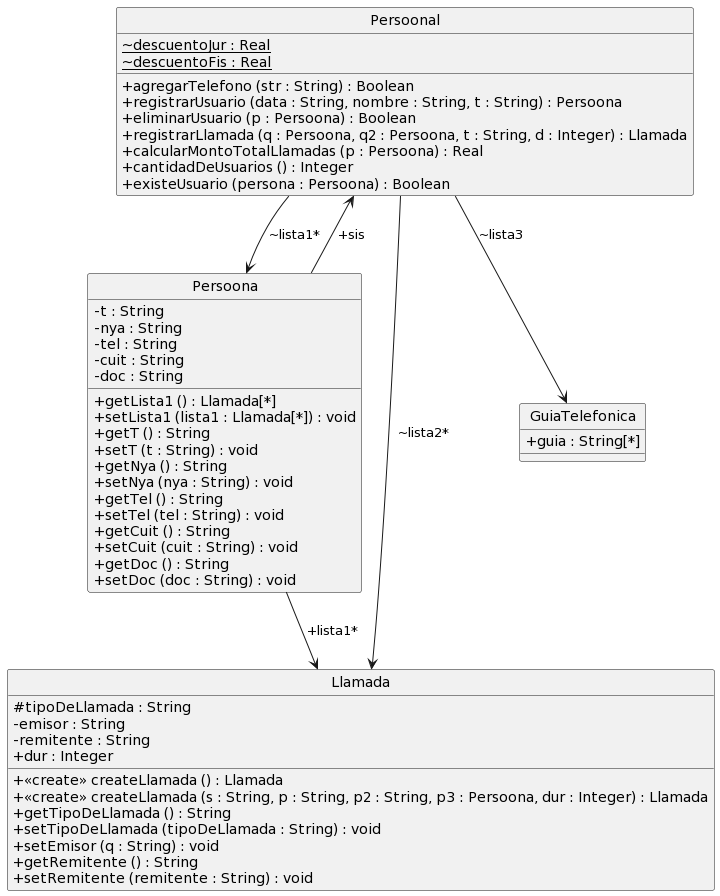 Persoonal
~descuentoJur : Real
~descuentoFis : Real
+agregarTelefono (str : String) : Boolean
+registrarUsuario (data : String, nombre : String, t : String) : Persoona
+eliminarUsuario (p : Persoona) : Boolean
+registrarLlamada (q : Persoona, q2 : Persoona, t : String, d : Integer) : Llamada
+calcularMontoTotalLlamadas (p : Persoona) : Real
+cantidadDeUsuarios () : Integer
+existeUsuario (persona : Persoona) : Boolean
~lista1*
+sis
~lista3
Persoona
-t : String
-nya : String
-tel : String
-cuit : String
-doc : String
+getLista1 () : Llamada[*]
+setLista1 (lista1 : Llamada[*]) : void
+getT () : String
+setT (t : String) : void
+getNya () : String
+setNya (nya : String) : void
+getTel () : String
+setTel (tel : String) : void
+getCuit () : String
+setCuit (cuit : String) : void
+getDoc () : String
+setDoc (doc : String) : void
~lista2*
GuiaTelefonica
+guia : String[*]
+lista1*
Llamada
#tipoDeLlamada : String
-emisor : String
-remitente : String
+dur : Integer
+«create» createLlamada () : Llamada
+«create» createLlamada (s : String, p : String, p2 : String, p3 : Persoona, dur : Integer) : Llamada
+getTipoDeLlamada () : String
+setTipoDeLlamada (tipoDeLlamada : String) : void
+setEmisor (q : String) : void
+getRemitente () : String
+setRemitente (remitente : String) : void